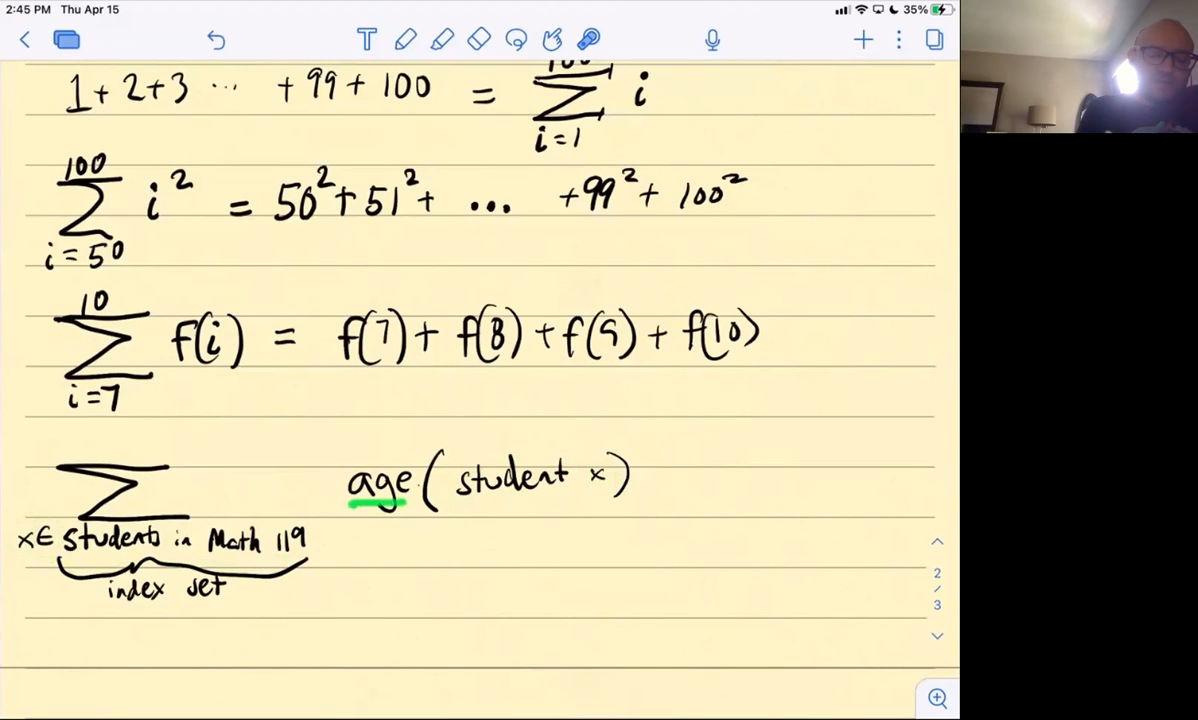 2:45 PM Thu Apr 15 35%
1 + 2 + 3 ... + 99 + 100 = 100 Σ i=1 i
100 Σ i=50 i² = 50² + 51² + ... + 99² + 100²
10 Σ i=7 f(i) = f(7) + f(8) + f(9) + f(10)
Σ age(student x)
x∈ Students in Math 119
index set
2
/
3